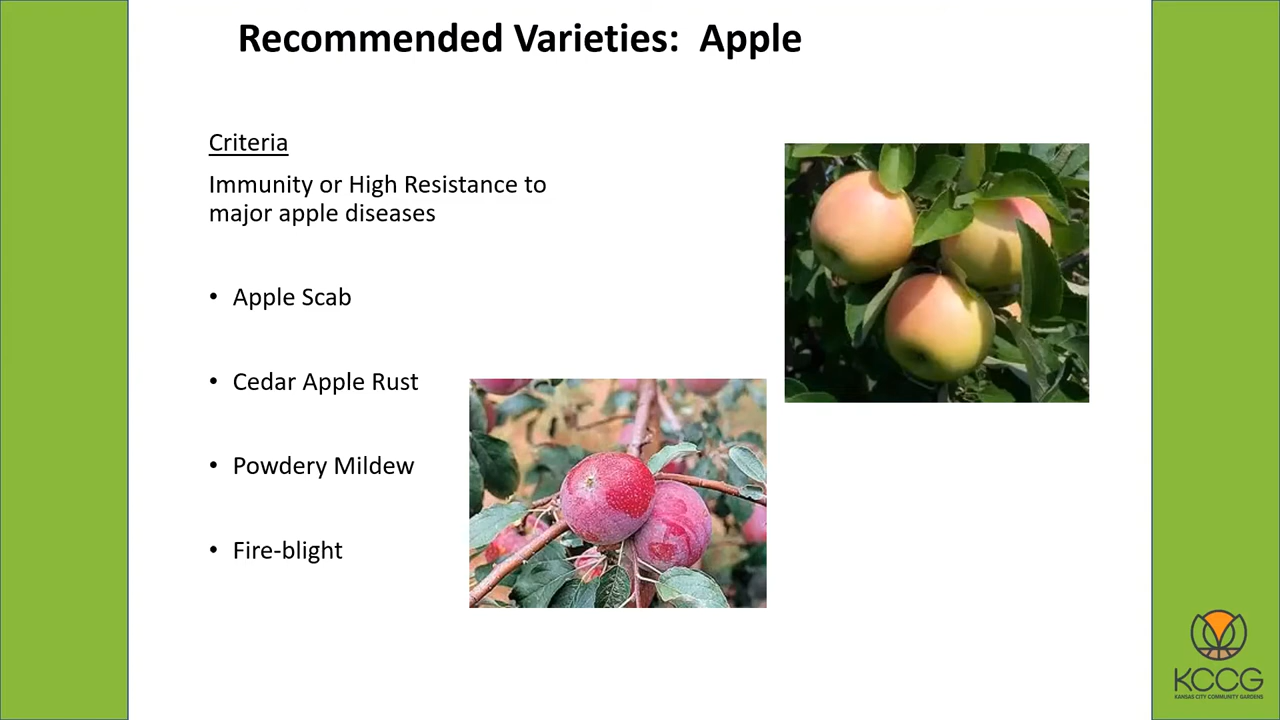 Recommended Varieties:  Apple
Criteria
Immunity or High Resistance to
major apple diseases
• Apple Scab
• Cedar Apple Rust
• Powdery Mildew
• Fire-blight
KCCG
KANSAS CITY COMMUNITY GARDENS